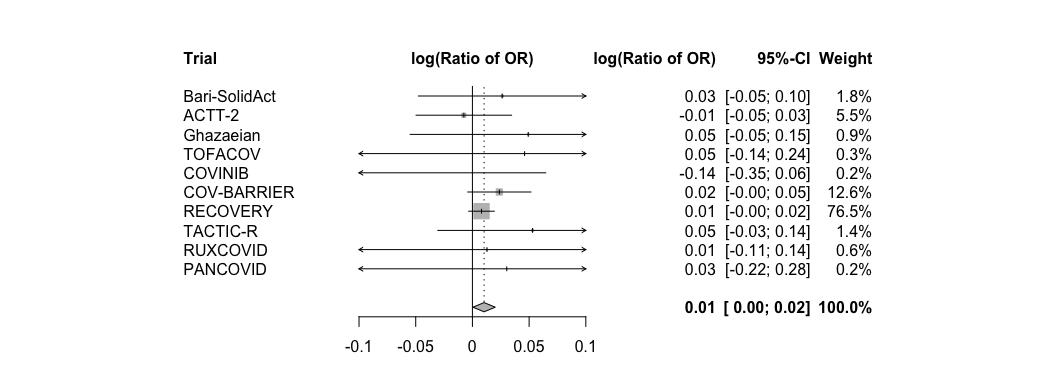 Trial log(Ratio of OR) log(Ratio of OR) 95%-CI Weight
Bari-SolidAct 0.03 [-0.05; 0.10] 1.8%
ACTT-2 -0.01 [-0.05; 0.03] 5.5%
Ghazaeian 0.05 [-0.05; 0.15] 0.9%
TOFACOV 0.05 [-0.14; 0.24] 0.3%
COVINIB -0.14 [-0.35; 0.06] 0.2%
COV-BARRIER 0.02 [-0.00; 0.05] 12.6%
RECOVERY 0.01 [-0.00; 0.02] 76.5%
TACTIC-R 0.05 [-0.03; 0.14] 1.4%
RUXCOVID 0.01 [-0.11; 0.14] 0.6%
PANCOVID 0.03 [-0.22; 0.28] 0.2%
0.01 [ 0.00; 0.02] 100.0%
-0.1 -0.05 0 0.05 0.1